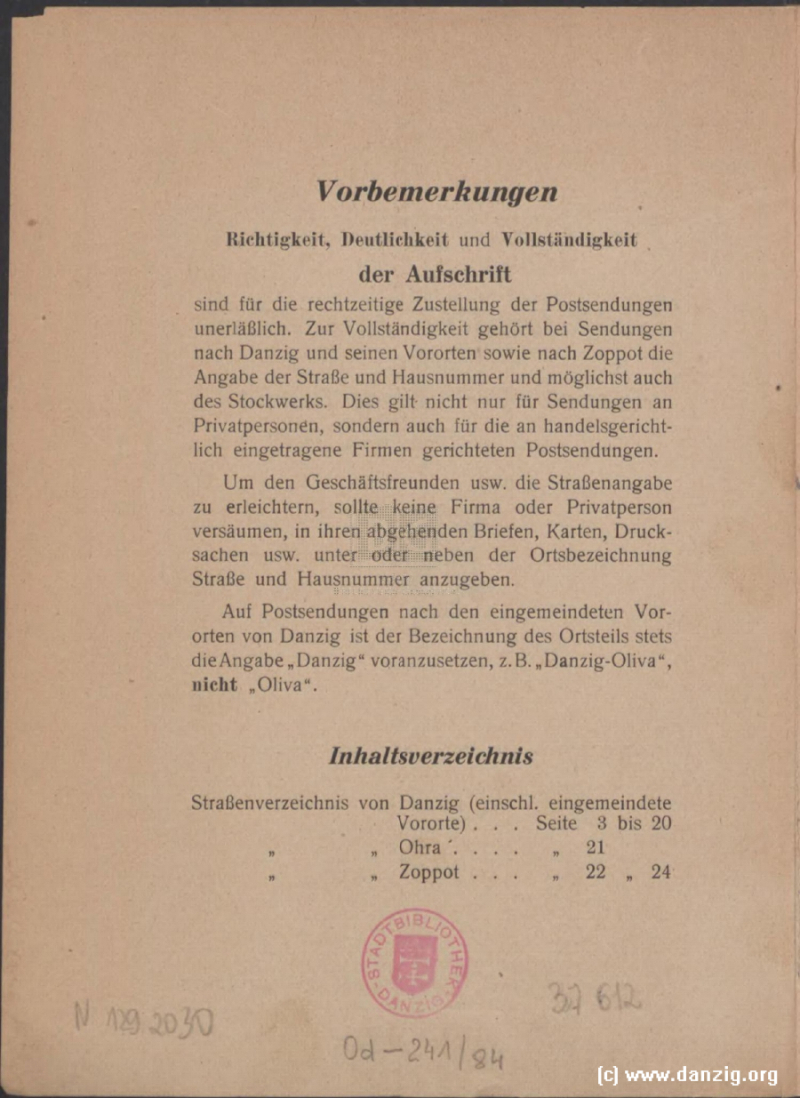 Vorbemerkungen
Richtigkeit, Deutlichkeit und Vollständigkeit
der Aufschrift
sind für die rechtzeitige Zustellung der Postsendungen
unerläßlich. Zur Vollständigkeit gehört bei Sendungen
nach Danzig und seinen Vororten sowie nach Zoppot die
Angabe der Straße und Hausnummer und möglichst auch
des Stockwerks. Dies gilt nicht nur für Sendungen an
Privatpersonen, sondern auch für die an handelsgericht-
lich eingetragene Firmen gerichteten Postsendungen.
Um den Geschäftsfreunden usw. die Straßenangabe
zu erleichtern, sollte keine Firma oder Privatperson
versäumen, in ihren abgehenden Briefen, Karten, Druck-
sachen usw. unter oder neben der Ortsbezeichnung
Straße und Hausnummer anzugeben.
Auf Postsendungen nach den eingemeindeten Vor-
orten von Danzig ist der Bezeichnung des Ortsteils stets
die Angabe „Danzig“ voranzusetzen, z. B. „Danzig-Oliva“,
nicht „Oliva“.
Inhaltsverzeichnis
Straßenverzeichnis von Danzig (einschl. eingemeindete
Vororte) . . . Seite 3 bis 20
„ „ Ohra . . . . „ 21
„ „ Zoppot . . . „ 22 „ 24
STADTBIBLIOTHEK
DANZIG
37 612
N 129 2030
Od-241/84
(c) www.danzig.org